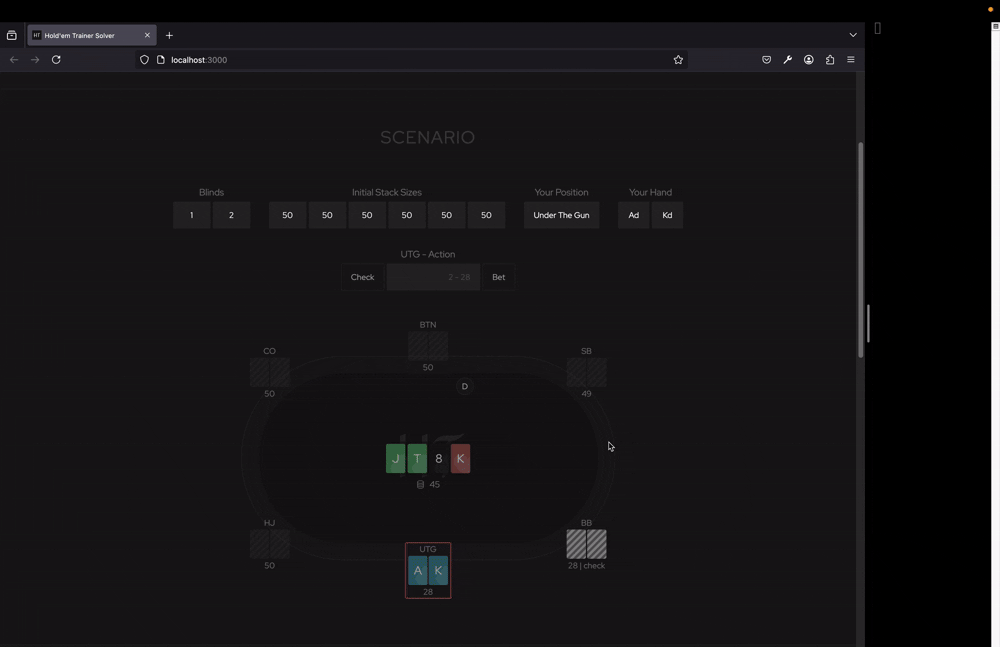 HT Hold'em Trainer Solver
localhost:3000
SCENARIO
Blinds Initial Stack Sizes Your Position Your Hand
1 2 50 50 50 50 50 50 Under The Gun Ad Kd
UTG - Action
Check 2 - 28 Bet
BTN
50
CO SB
50 49
D
J T 8 K
45
HJ BB
50 28 | check
UTG
A K
28